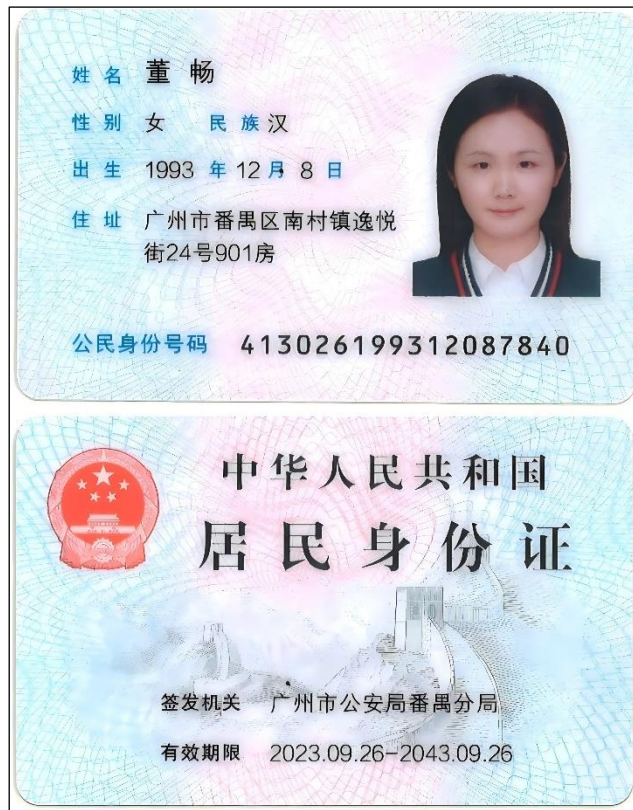 姓名 董畅
性别 女 民族 汉
出生 1993 年 12 月 8 日
住址 广州市番禺区南村镇逸悦
街24号901房
公民身份号码 413026199312087840
中华人民共和国
居民身份证
签发机关 广州市公安局番禺分局
有效期限 2023.09.26-2043.09.26